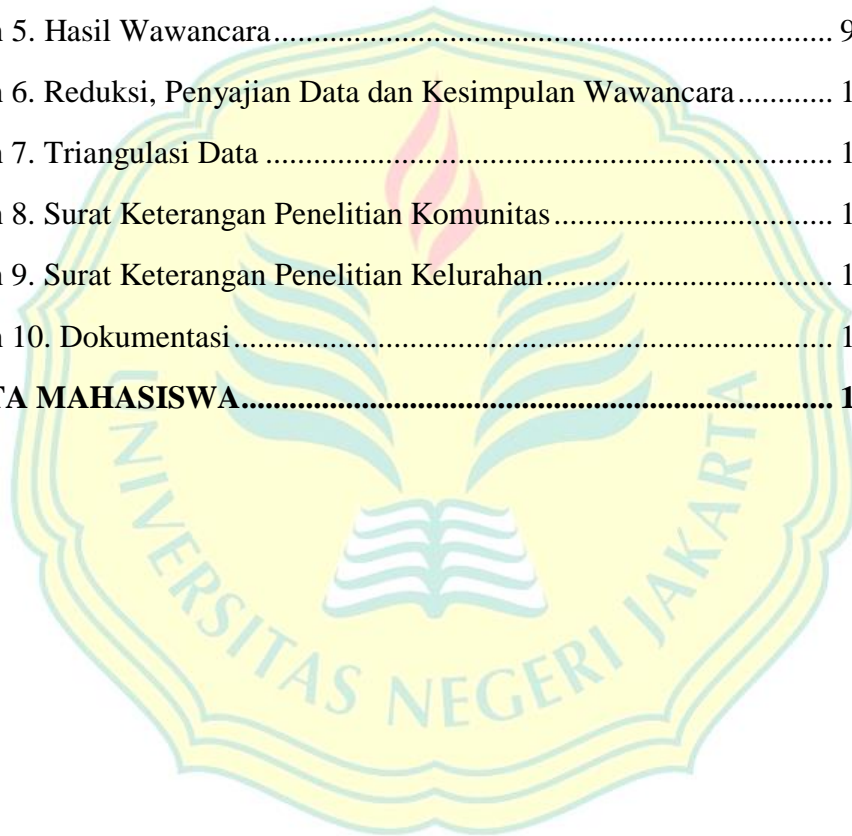 n 5. Hasil Wawancara........................................................................ 9
n 6. Reduksi, Penyajian Data dan Kesimpulan Wawancara............ 1
n 7. Triangulasi Data ......................................................................... 1
n 8. Surat Keterangan Penelitian Komunitas.................................... 1
n 9. Surat Keterangan Penelitian Kelurahan..................................... 1
n 10. Dokumentasi............................................................................. 1
TA MAHASISWA.......................................................................... 1
UNIVERSITAS NEGERI JAKARTA